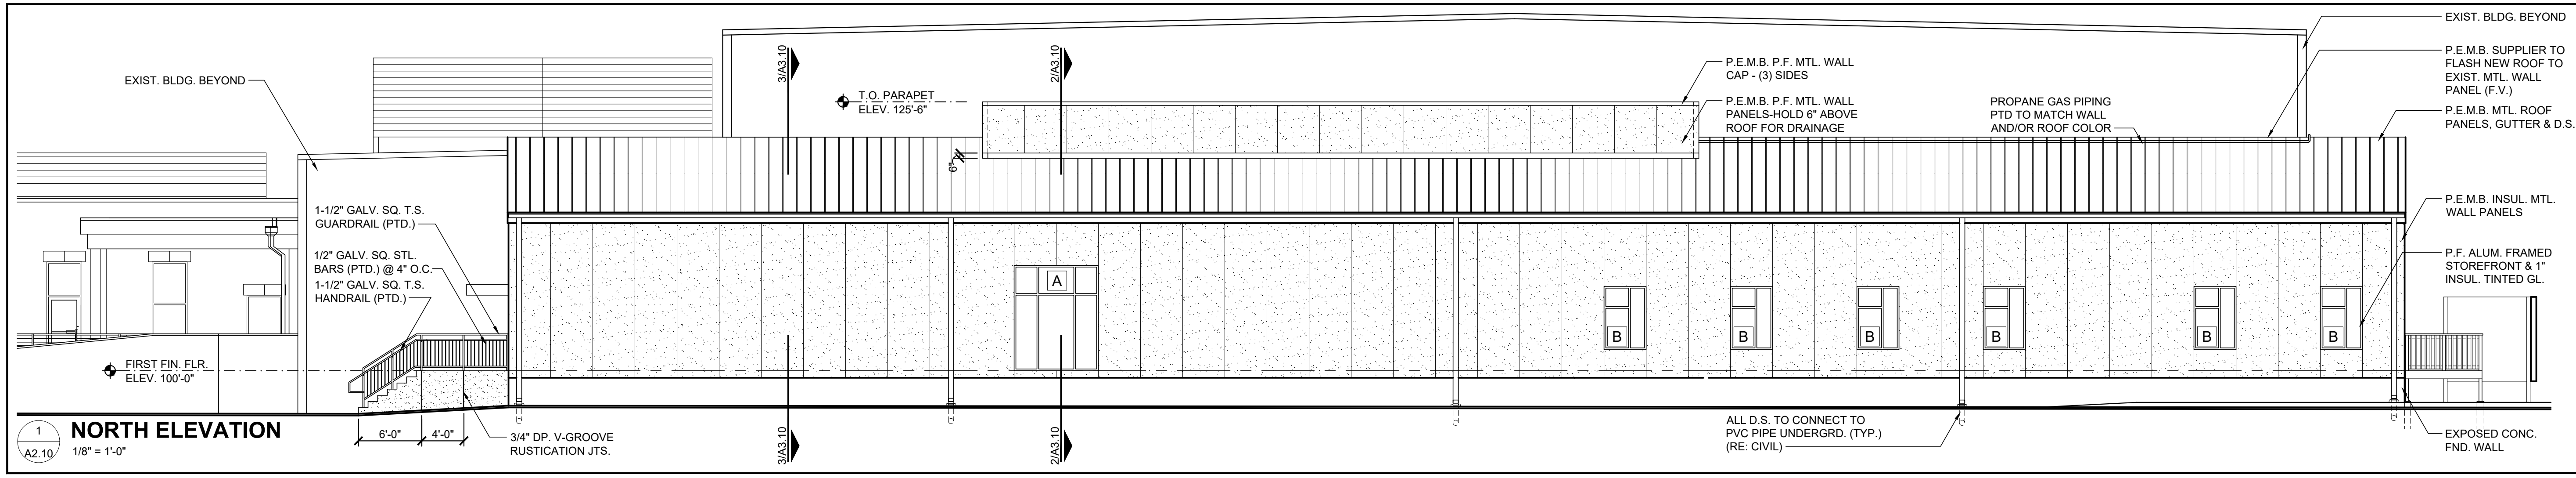 EXIST. BLDG. BEYOND
EXIST. BLDG. BEYOND
3/A3.10
2/A3.10
T.O. PARAPET
ELEV. 125'-6"
P.E.M.B. P.F. MTL. WALL
CAP - (3) SIDES
P.E.M.B. P.F. MTL. WALL
PANELS-HOLD 6" ABOVE
ROOF FOR DRAINAGE
PROPANE GAS PIPING
PTD TO MATCH WALL
AND/OR ROOF COLOR
P.E.M.B. SUPPLIER TO
FLASH NEW ROOF TO
EXIST. MTL. WALL
PANEL (F.V.)
P.E.M.B. MTL. ROOF
PANELS, GUTTER & D.S.
6"
1-1/2" GALV. SQ. T.S.
GUARDRAIL (PTD.)
1/2" GALV. SQ. STL.
BARS (PTD.) @ 4" O.C.
1-1/2" GALV. SQ. T.S.
HANDRAIL (PTD.)
P.E.M.B. INSUL. MTL.
WALL PANELS
P.F. ALUM. FRAMED
STOREFRONT & 1"
INSUL. TINTED GL.
A
B
B
B
B
B
B
FIRST FIN. FLR.
ELEV. 100'-0"
6'-0"
4'-0"
3/4" DP. V-GROOVE
RUSTICATION JTS.
3/A3.10
2/A3.10
ALL D.S. TO CONNECT TO
PVC PIPE UNDERGRD. (TYP.)
(RE: CIVIL)
EXPOSED CONC.
FND. WALL
1
A2.10
NORTH ELEVATION
1/8" = 1'-0"